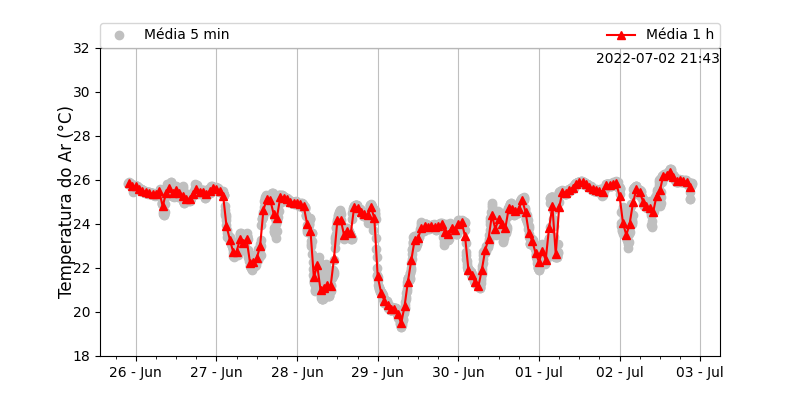 Média 5 min
Média 1 h
2022-07-02 21:43
Temperatura do Ar (°C)
32
30
28
26
24
22
20
18
26 - Jun
27 - Jun
28 - Jun
29 - Jun
30 - Jun
01 - Jul
02 - Jul
03 - Jul